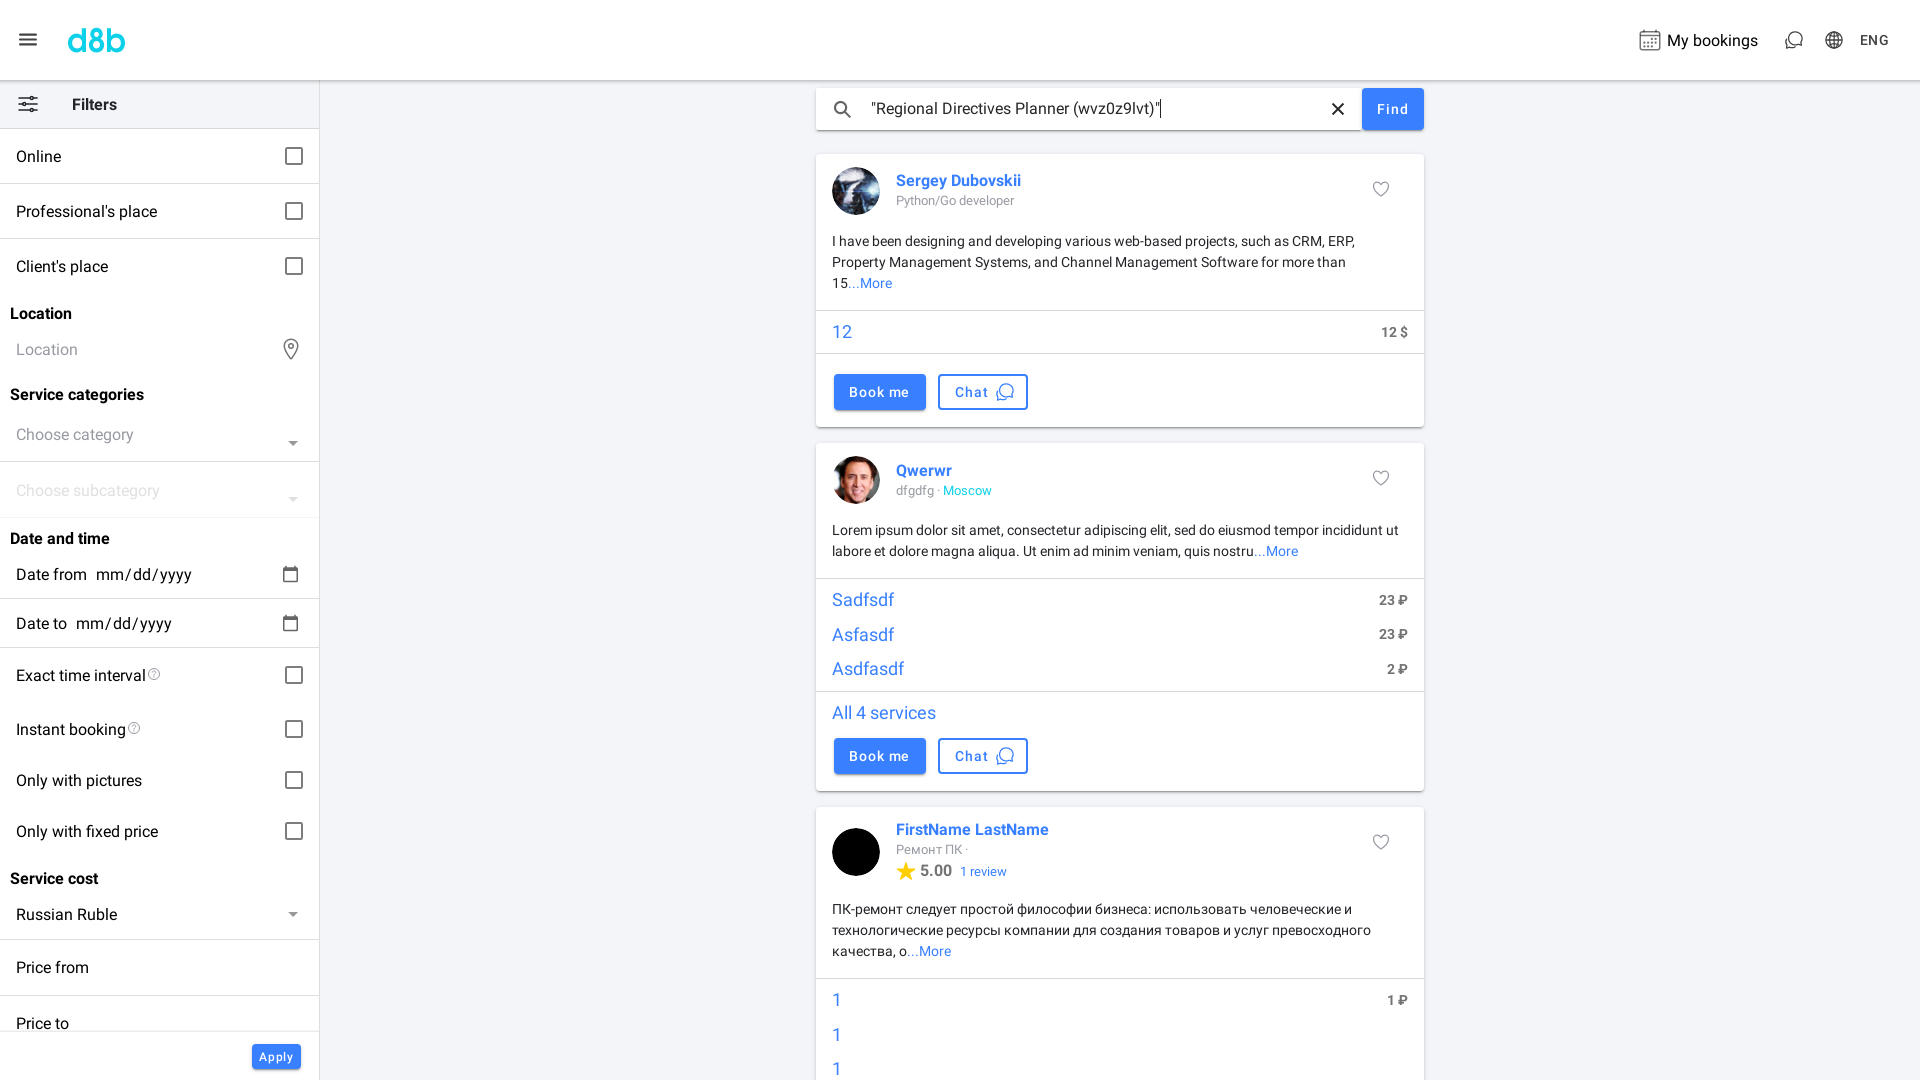 d8b
My bookings
ENG
Filters
Online
Professional's place
Client's place
Location
Location
Service categories
Choose category
Choose subcategory
Date and time
Date from mm/dd/yyyy
Date to mm/dd/yyyy
Exact time interval
Instant booking
Only with pictures
Only with fixed price
Service cost
Russian Ruble
Price from
Price to
Apply
"Regional Directives Planner (wvz0z9lvt)"
Find
Sergey Dubovskii
Python/Go developer
I have been designing and developing various web-based projects, such as CRM, ERP,
Property Management Systems, and Channel Management Software for more than
15...More
12 12 $
Book me Chat
Qwerwr
dfgdfg · Moscow
Lorem ipsum dolor sit amet, consectetur adipiscing elit, sed do eiusmod tempor incididunt ut
labore et dolore magna aliqua. Ut enim ad minim veniam, quis nostru...More
Sadfsdf 23 ₽
Asfasdf 23 ₽
Asdfasdf 2 ₽
All 4 services
Book me Chat
FirstName LastName
Ремонт ПК ·
5.00 1 review
ПК-ремонт следует простой философии бизнеса: использовать человеческие и
технологические ресурсы компании для создания товаров и услуг превосходного
качества, о...More
1 1 ₽
1
1